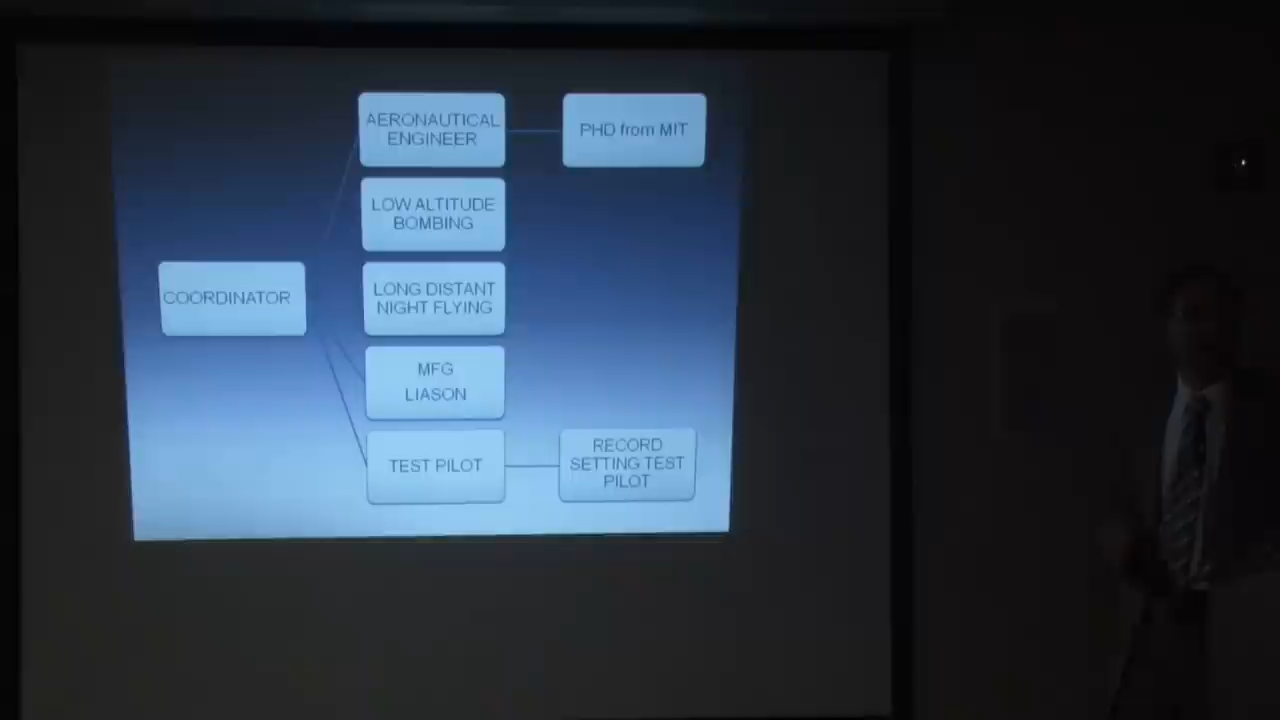 AERONAUTICAL
ENGINEER
PHD from MIT
LOW ALTITUDE
BOMBING
COORDINATOR
LONG DISTANT
NIGHT FLYING
MFG
LIASON
TEST PILOT
RECORD
SETTING TEST
PILOT